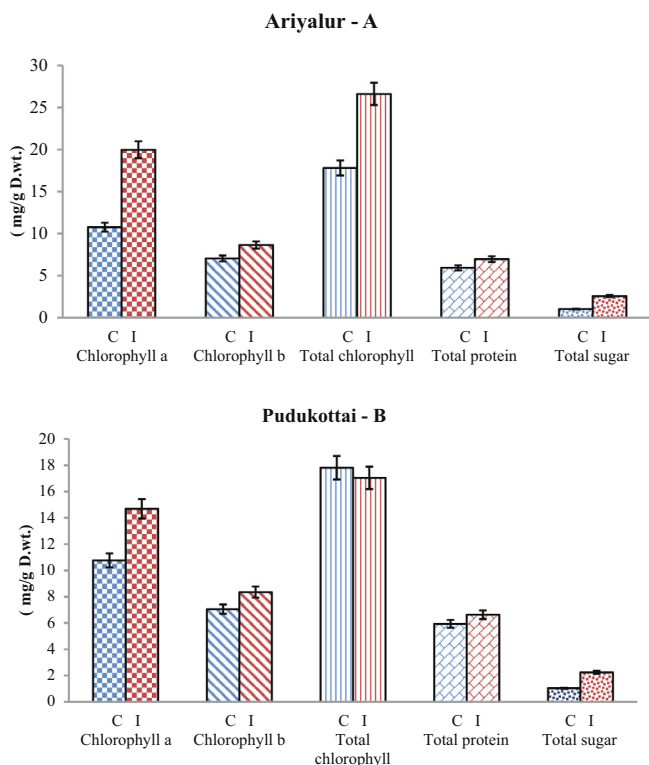 Ariyalur - A
30
25
20
15
10
5
0
( mg/g D.wt.)
C I C I C I C I C I
Chlorophyll a Chlorophyll b Total chlorophyll Total protein Total sugar
Pudukottai - B
20
18
16
14
12
10
8
6
4
2
0
( mg/g D.wt.)
C I C I C I C I C I
Chlorophyll a Chlorophyll b Total Total protein Total sugar
chlorophyll